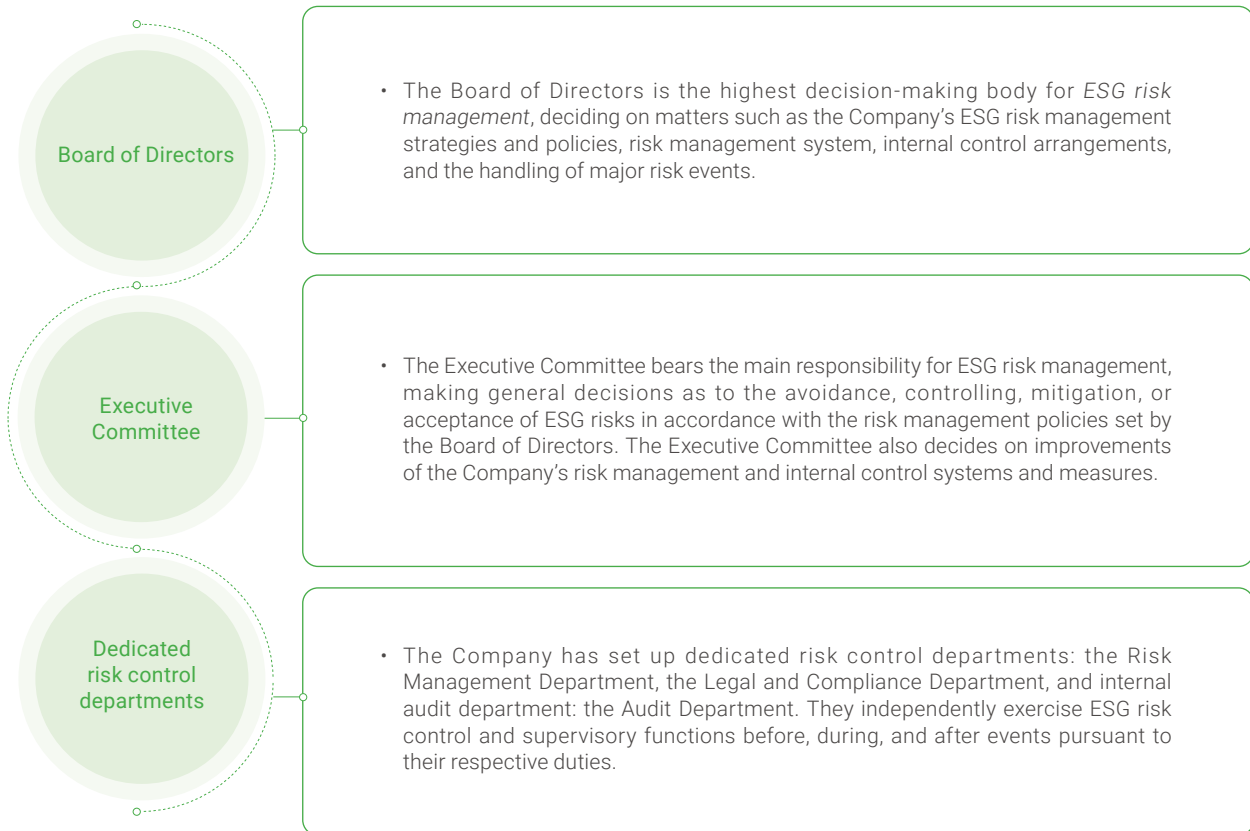 Board of Directors
• The Board of Directors is the highest decision-making body for ESG risk
management, deciding on matters such as the Company's ESG risk management
strategies and policies, risk management system, internal control arrangements,
and the handling of major risk events.
Executive
Committee
• The Executive Committee bears the main responsibility for ESG risk management,
making general decisions as to the avoidance, controlling, mitigation, or
acceptance of ESG risks in accordance with the risk management policies set by
the Board of Directors. The Executive Committee also decides on improvements
of the Company's risk management and internal control systems and measures.
Dedicated
risk control
departments
• The Company has set up dedicated risk control departments: the Risk
Management Department, the Legal and Compliance Department, and internal
audit department: the Audit Department. They independently exercise ESG risk
control and supervisory functions before, during, and after events pursuant to
their respective duties.